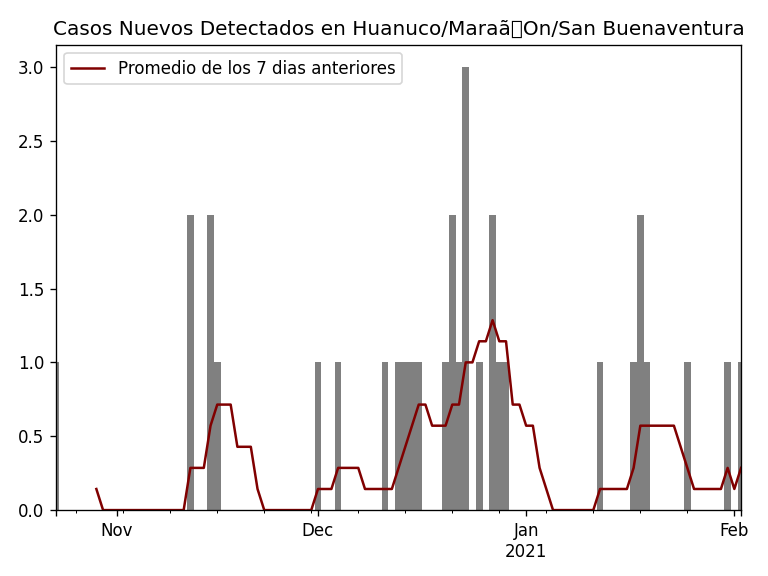 Casos Nuevos Detectados en Huanuco/Maraã▯On/San Buenaventura
Promedio de los 7 dias anteriores
3.0
2.5
2.0
1.5
1.0
0.5
0.0
Nov
Dec
Jan
2021
Feb